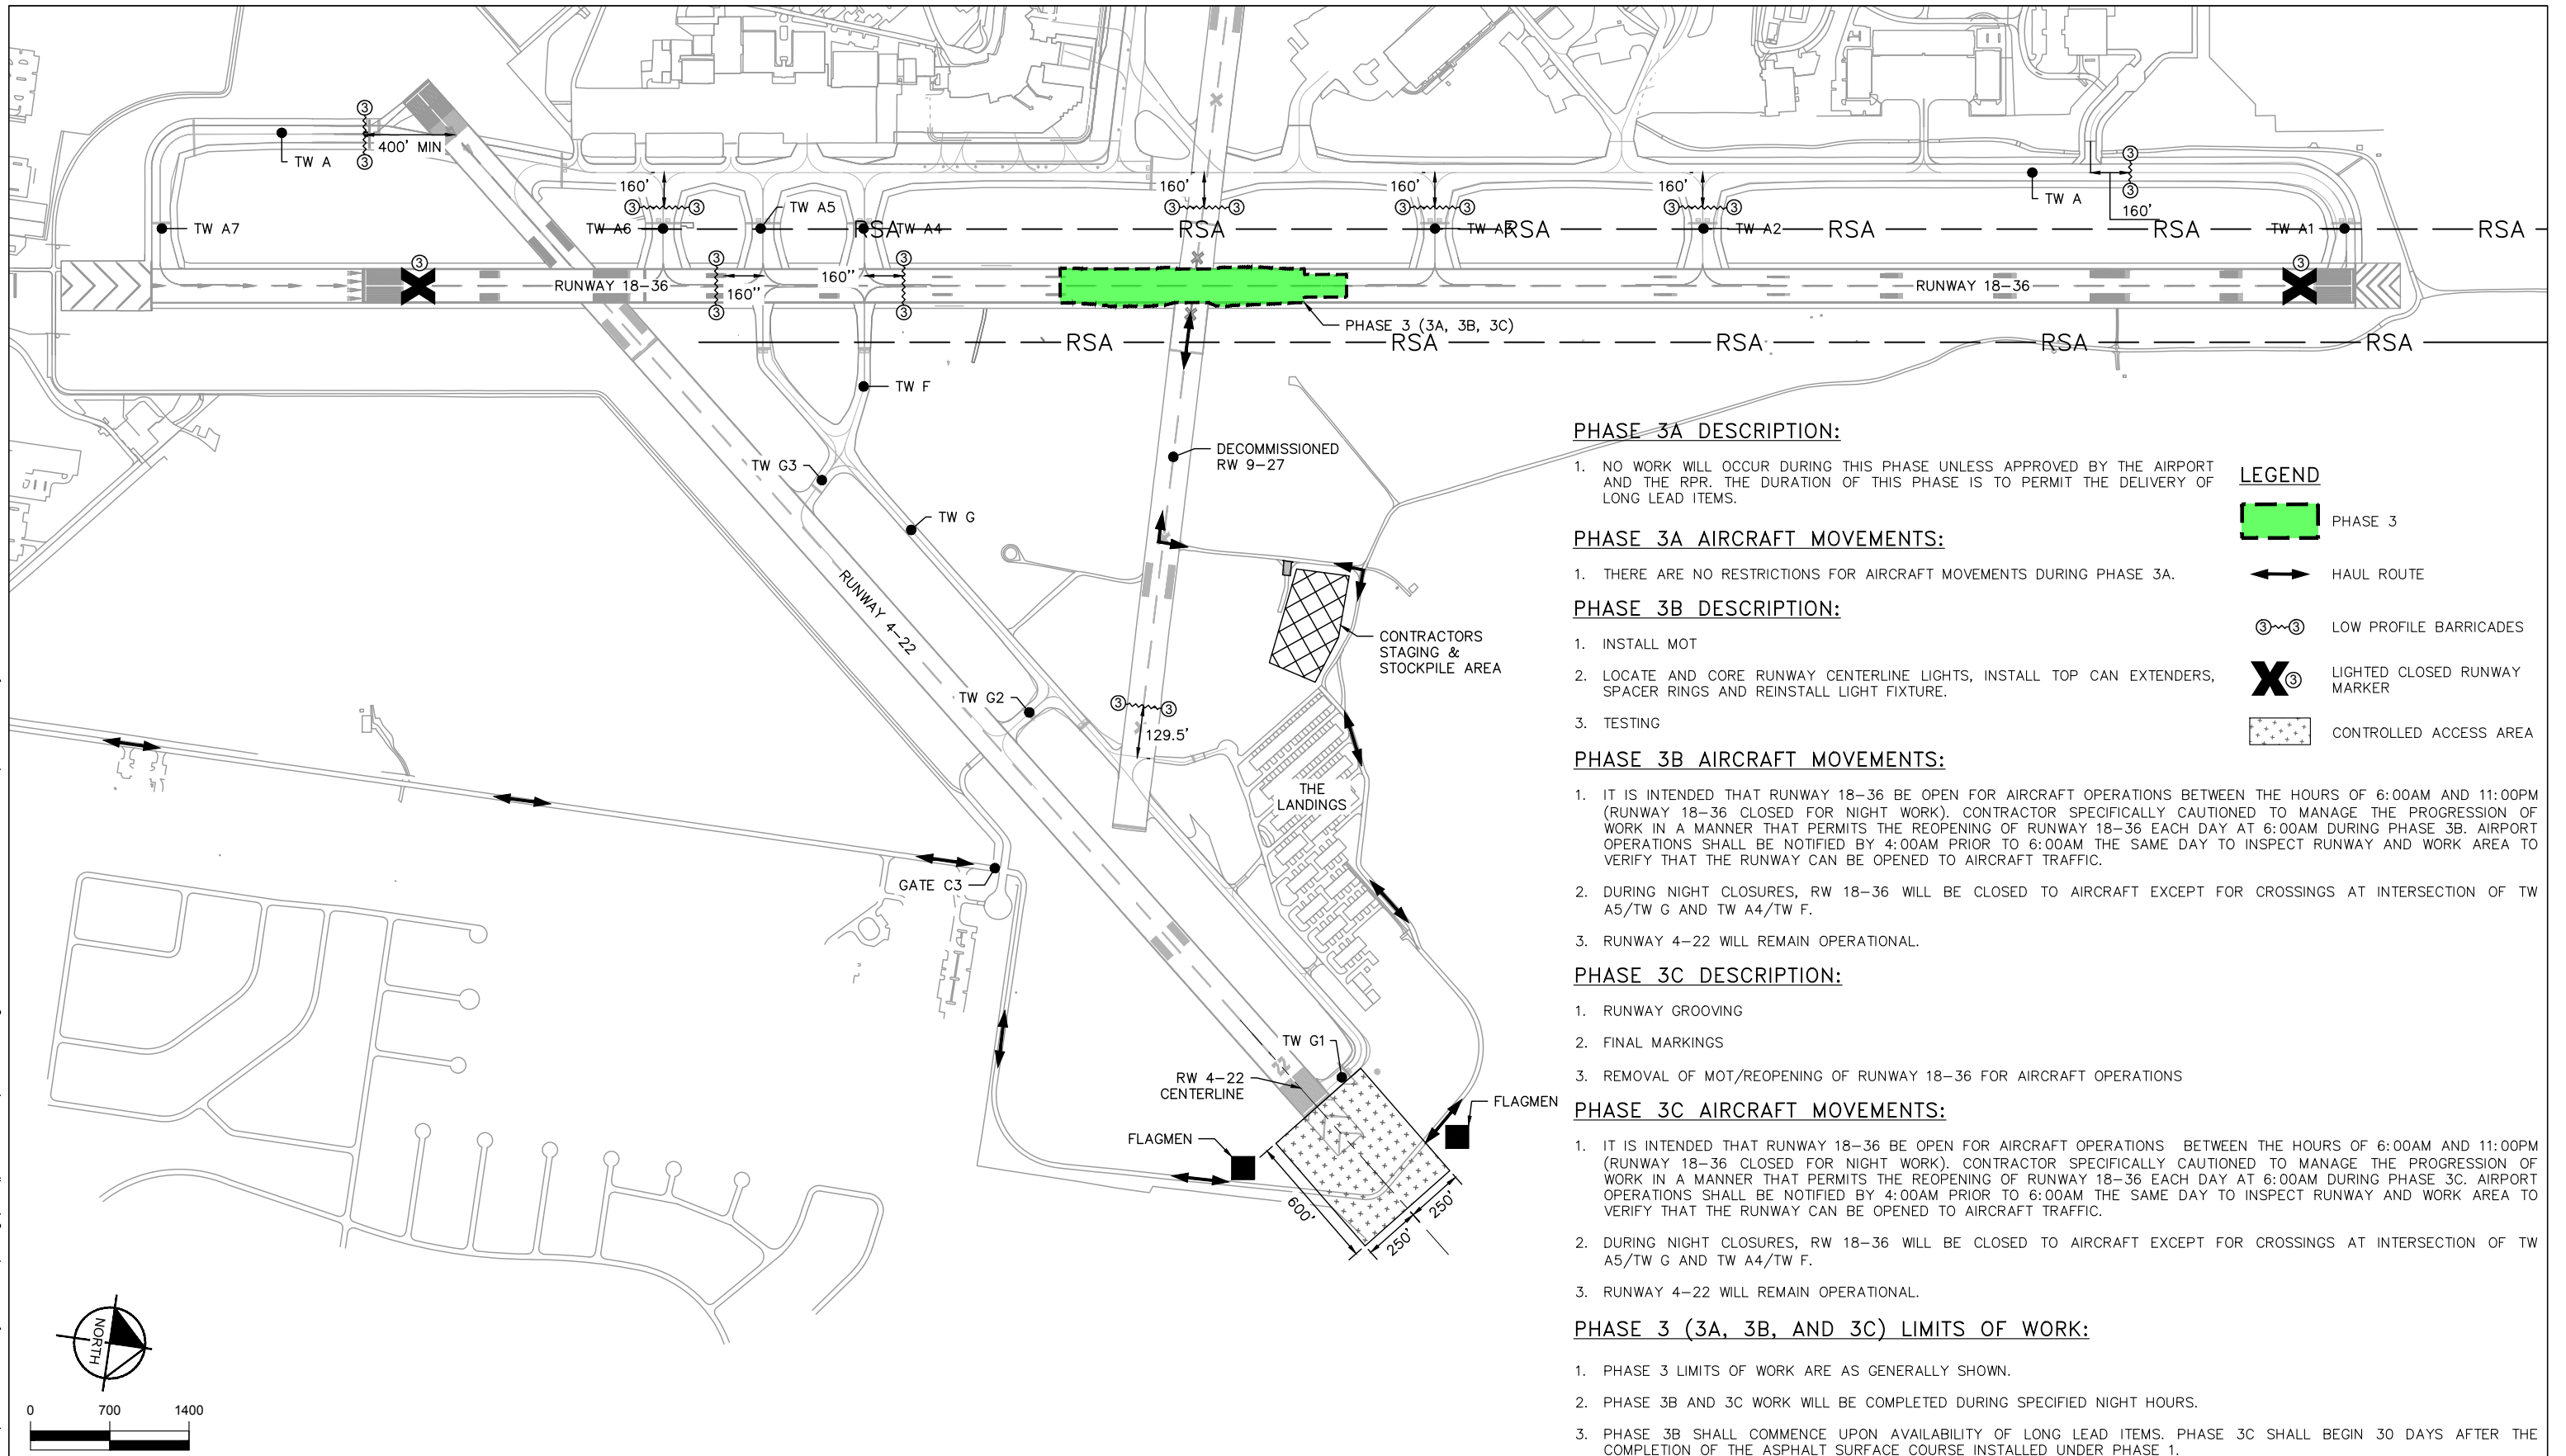 3
3
400' MIN
TW A
TW A7
160'
3 3
TW A6
TW A5
RSA
TW A4
160'
3 3
RSA
160'
3 3
TW A3
RSA
160'
3 3
TW A2
RSA
3
3
TW A
160'
RSA
TW A1
RSA
3
RUNWAY 18-36
3
3
160''
160''
3
3
RUNWAY 18-36
3
PHASE 3 (3A, 3B, 3C)
RSA
RSA
RSA
RSA
RSA
TW F
DECOMMISSIONED
RW 9-27
TW G3
TW G
RUNWAY 4-22
TW G2
3 3
129.5'
CONTRACTORS
STAGING &
STOCKPILE AREA
THE
LANDINGS
GATE C3
TW G1
22
RW 4-22
CENTERLINE
FLAGMEN
FLAGMEN
600'
250'
250'
NORTH
0 700 1400
PHASE 3A DESCRIPTION:
1. NO WORK WILL OCCUR DURING THIS PHASE UNLESS APPROVED BY THE AIRPORT
AND THE RPR. THE DURATION OF THIS PHASE IS TO PERMIT THE DELIVERY OF
LONG LEAD ITEMS.
PHASE 3A AIRCRAFT MOVEMENTS:
1. THERE ARE NO RESTRICTIONS FOR AIRCRAFT MOVEMENTS DURING PHASE 3A.
PHASE 3B DESCRIPTION:
1. INSTALL MOT
2. LOCATE AND CORE RUNWAY CENTERLINE LIGHTS, INSTALL TOP CAN EXTENDERS,
SPACER RINGS AND REINSTALL LIGHT FIXTURE.
3. TESTING
LEGEND
PHASE 3
HAUL ROUTE
3 3 LOW PROFILE BARRICADES
3 LIGHTED CLOSED RUNWAY
MARKER
CONTROLLED ACCESS AREA
PHASE 3B AIRCRAFT MOVEMENTS:
1. IT IS INTENDED THAT RUNWAY 18-36 BE OPEN FOR AIRCRAFT OPERATIONS BETWEEN THE HOURS OF 6:00AM AND 11:00PM
(RUNWAY 18-36 CLOSED FOR NIGHT WORK). CONTRACTOR SPECIFICALLY CAUTIONED TO MANAGE THE PROGRESSION OF
WORK IN A MANNER THAT PERMITS THE REOPENING OF RUNWAY 18-36 EACH DAY AT 6:00AM DURING PHASE 3B. AIRPORT
OPERATIONS SHALL BE NOTIFIED BY 4:00AM PRIOR TO 6:00AM THE SAME DAY TO INSPECT RUNWAY AND WORK AREA TO
VERIFY THAT THE RUNWAY CAN BE OPENED TO AIRCRAFT TRAFFIC.
2. DURING NIGHT CLOSURES, RW 18-36 WILL BE CLOSED TO AIRCRAFT EXCEPT FOR CROSSINGS AT INTERSECTION OF TW
A5/TW G AND TW A4/TW F.
3. RUNWAY 4-22 WILL REMAIN OPERATIONAL.
PHASE 3C DESCRIPTION:
1. RUNWAY GROOVING
2. FINAL MARKINGS
3. REMOVAL OF MOT/REOPENING OF RUNWAY 18-36 FOR AIRCRAFT OPERATIONS
PHASE 3C AIRCRAFT MOVEMENTS:
1. IT IS INTENDED THAT RUNWAY 18-36 BE OPEN FOR AIRCRAFT OPERATIONS BETWEEN THE HOURS OF 6:00AM AND 11:00PM
(RUNWAY 18-36 CLOSED FOR NIGHT WORK). CONTRACTOR SPECIFICALLY CAUTIONED TO MANAGE THE PROGRESSION OF
WORK IN A MANNER THAT PERMITS THE REOPENING OF RUNWAY 18-36 EACH DAY AT 6:00AM DURING PHASE 3C. AIRPORT
OPERATIONS SHALL BE NOTIFIED BY 4:00AM PRIOR TO 6:00AM THE SAME DAY TO INSPECT RUNWAY AND WORK AREA TO
VERIFY THAT THE RUNWAY CAN BE OPENED TO AIRCRAFT TRAFFIC.
2. DURING NIGHT CLOSURES, RW 18-36 WILL BE CLOSED TO AIRCRAFT EXCEPT FOR CROSSINGS AT INTERSECTION OF TW
A5/TW G AND TW A4/TW F.
3. RUNWAY 4-22 WILL REMAIN OPERATIONAL.
PHASE 3 (3A, 3B, AND 3C) LIMITS OF WORK:
1. PHASE 3 LIMITS OF WORK ARE AS GENERALLY SHOWN.
2. PHASE 3B AND 3C WORK WILL BE COMPLETED DURING SPECIFIED NIGHT HOURS.
3. PHASE 3B SHALL COMMENCE UPON AVAILABILITY OF LONG LEAD ITEMS. PHASE 3C SHALL BEGIN 30 DAYS AFTER THE
COMPLETION OF THE ASPHALT SURFACE COURSE INSTALLED UNDER PHASE 1.